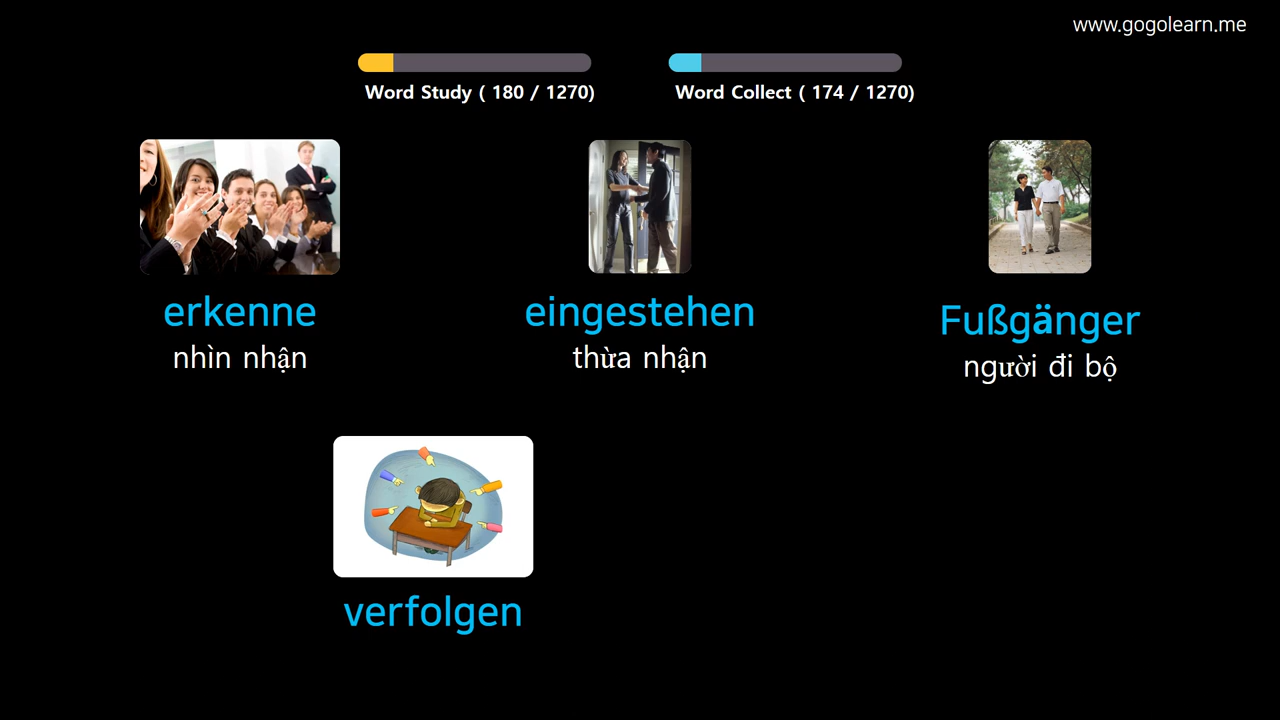 www.gogolearn.me
Word Study ( 180 / 1270)
Word Collect ( 174 / 1270)
erkenne
nhìn nhận
eingestehen
thừa nhận
Fußgänger
người đi bộ
verfolgen